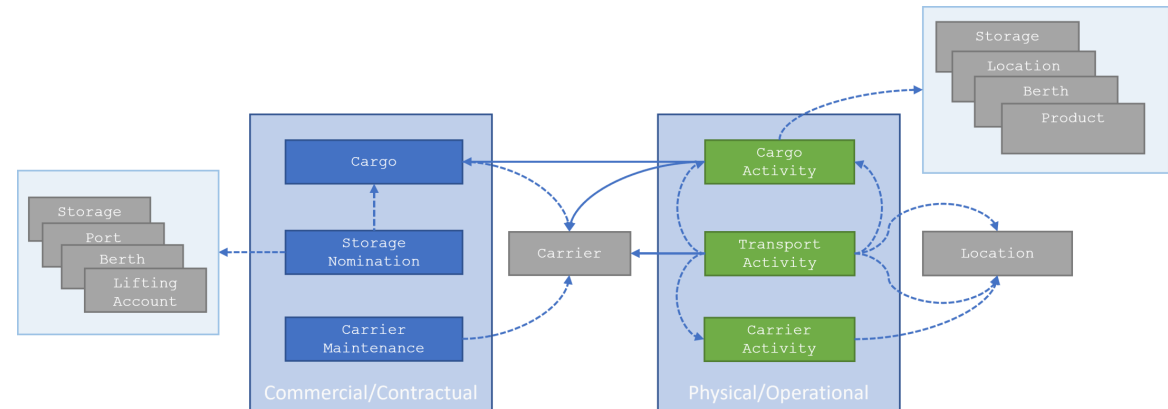 Storage
Location
Berth
Product
Cargo
Cargo
Activity
Storage
Port
Berth
Lifting
Account
Storage
Nomination
Carrier
Transport
Activity
Location
Carrier
Maintenance
Carrier
Activity
Commercial/Contractual
Physical/Operational